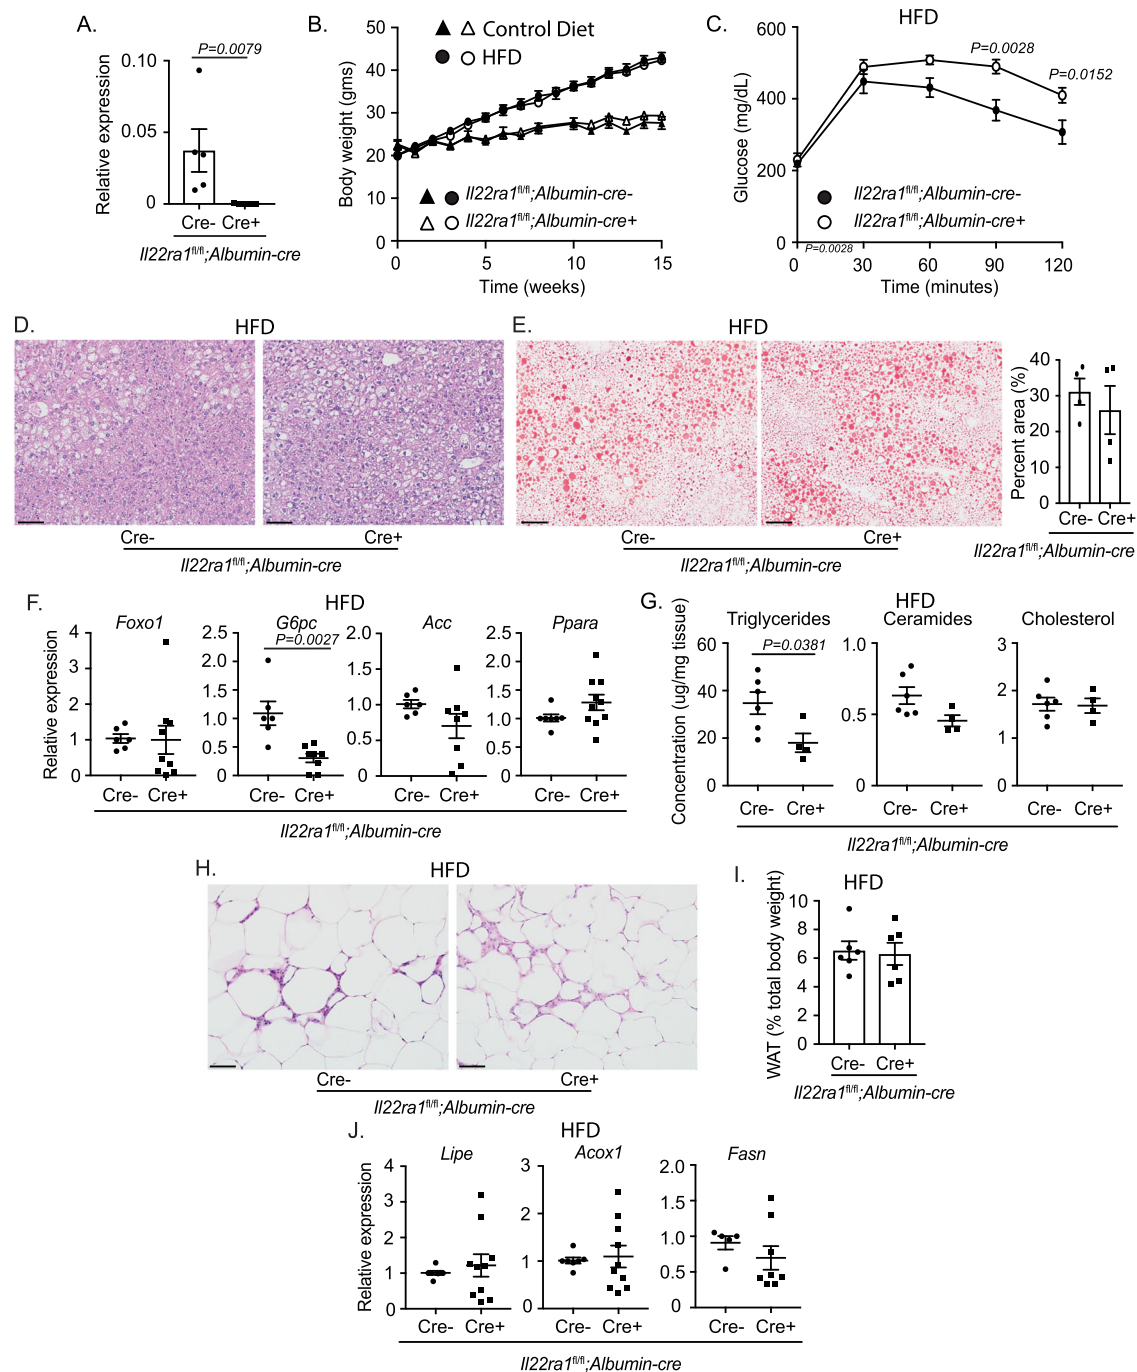 A.
P=0.0079
Relative expression
0.10
0.05
0
Cre- Cre+
Il22ra1fl/fl;Albumin-cre
B.
Control Diet
HFD
Body weight (gms)
50
40
30
20
10
0
Il22ra1fl/fl;Albumin-cre-
Il22ra1fl/fl;Albumin-cre+
0 5 10 15
Time (weeks)
C.
HFD
Glucose (mg/dL)
600
400
200
0
P=0.0028
P=0.0152
Il22ra1fl/fl;Albumin-cre-
Il22ra1fl/fl;Albumin-cre+
P=0.0028
0 30 60 90 120
Time (minutes)
D.
HFD
Cre- Cre+
Il22ra1fl/fl;Albumin-cre
E.
HFD
Cre- Cre+
Il22ra1fl/fl;Albumin-cre
Percent area (%)
40
30
20
10
0
Cre- Cre+
Il22ra1fl/fl;Albumin-cre
F.
HFD
Relative expression
Foxo1
4
3
2
1
0
Cre- Cre+
G6pc
P=0.0027
2.5
2.0
1.5
1.0
0.5
0
Cre- Cre+
Acc
2.5
2.0
1.5
1.0
0.5
0
Cre- Cre+
Ppara
2.5
2.0
1.5
1.0
0.5
0
Cre- Cre+
Il22ra1fl/fl;Albumin-cre
G.
HFD
Concentration (ug/mg tissue)
Triglycerides
P=0.0381
60
40
20
0
Cre- Cre+
Ceramides
1.0
0.5
0
Cre- Cre+
Cholesterol
3
2
1
0
Cre- Cre+
Il22ra1fl/fl;Albumin-cre
H.
HFD
Cre- Cre+
Il22ra1fl/fl;Albumin-cre
I.
HFD
WAT (% total body weight)
10
8
6
4
2
0
Cre- Cre+
Il22ra1fl/fl;Albumin-cre
J.
HFD
Relative expression
Lipe
4
3
2
1
0
Cre- Cre+
Acox1
3
2
1
0
Cre- Cre+
Fasn
2.0
1.5
1.0
0.5
0
Cre- Cre+
Il22ra1fl/fl;Albumin-cre